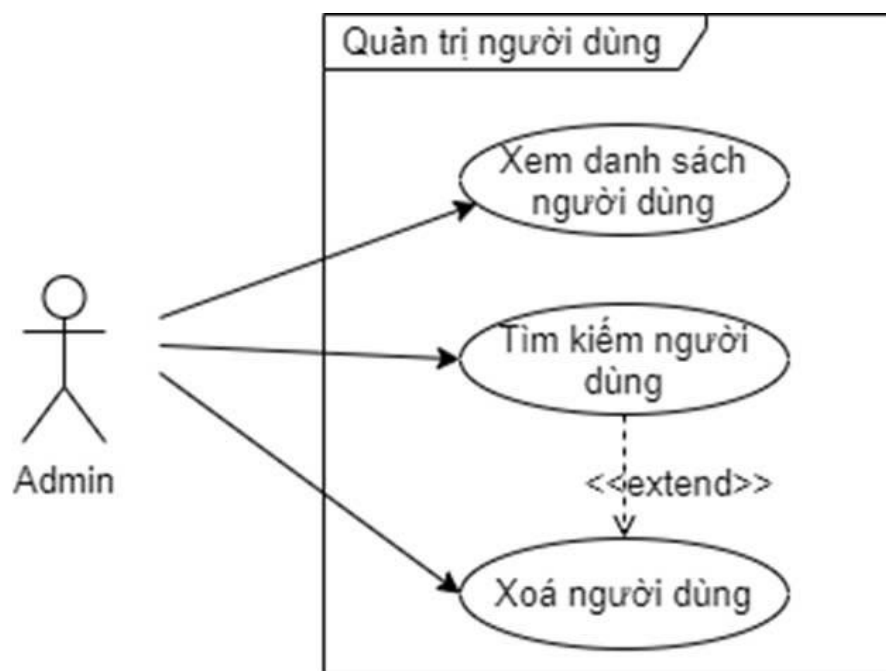 Quản trị người dùng
Xem danh sách
người dùng
Tìm kiếm người
dùng
<<extend>>
Admin
Xoá người dùng